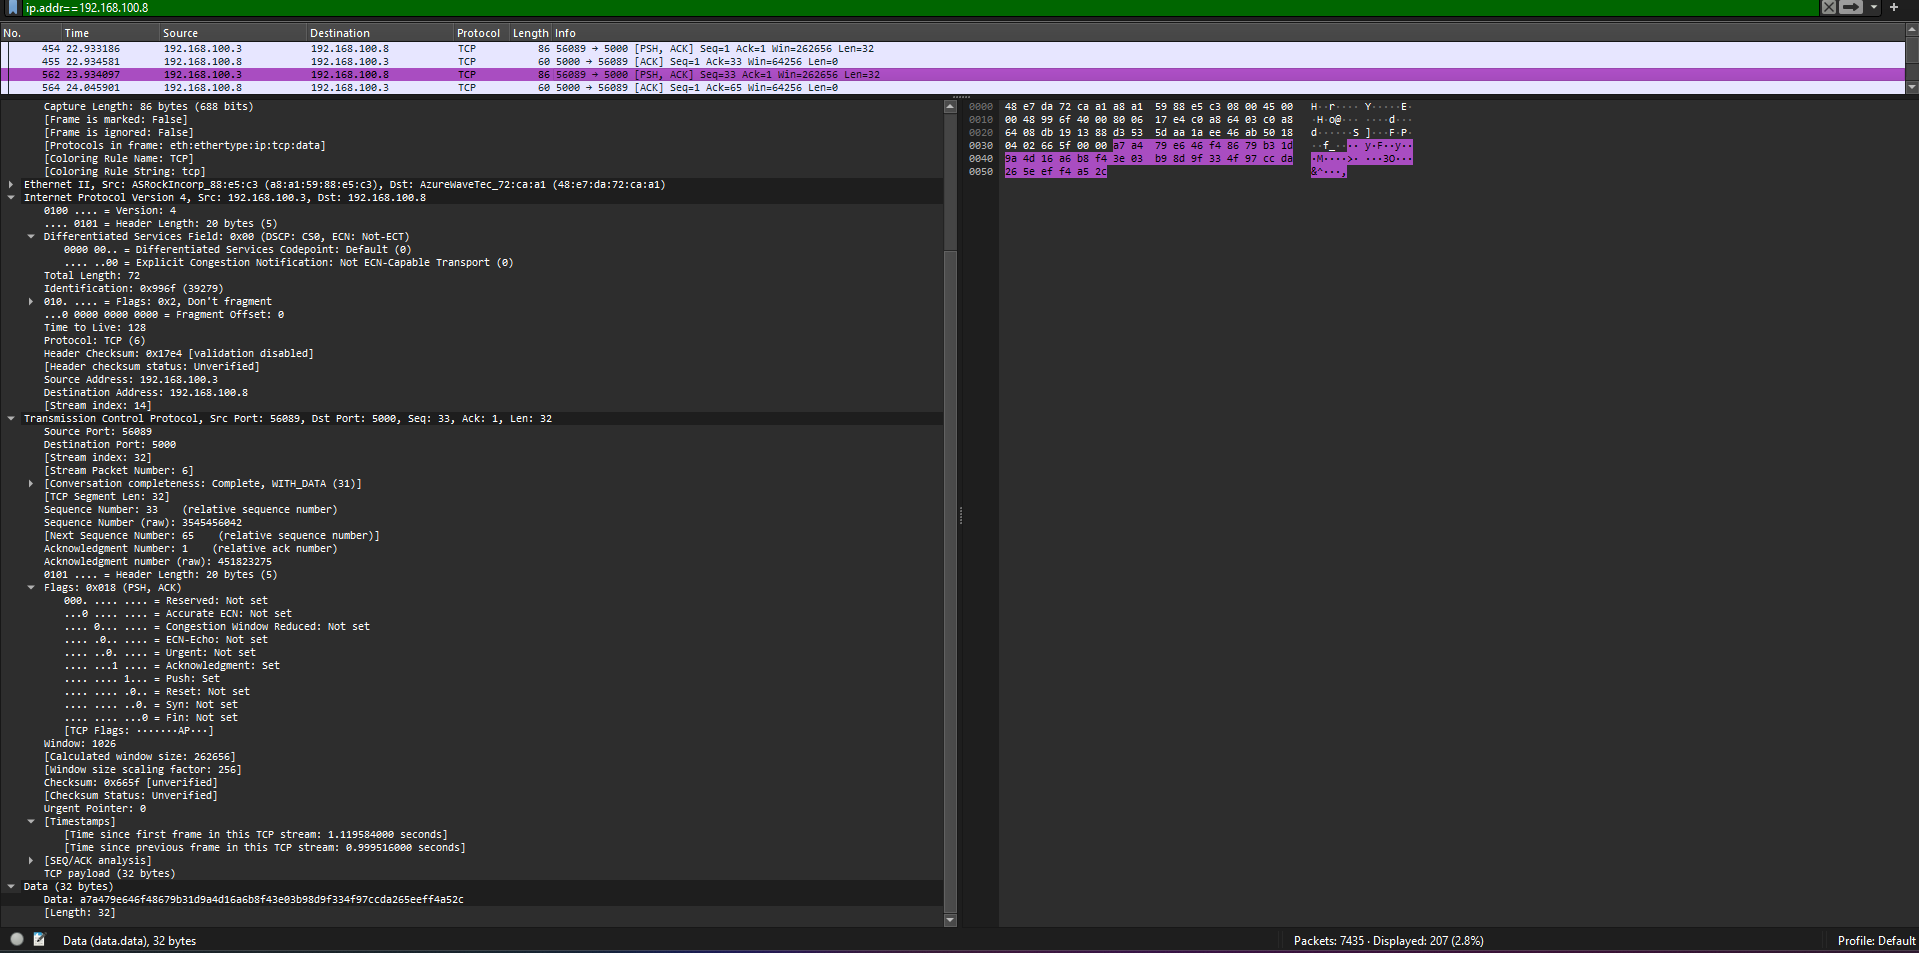 ip.addr==192.168.100.8
No. Time Source Destination Protocol Length Info
454 22.933186 192.168.100.3 192.168.100.8 TCP 86 56089 → 5000 [PSH, ACK] Seq=1 Ack=1 Win=262656 Len=32
455 22.934581 192.168.100.8 192.168.100.3 TCP 60 5000 → 56089 [ACK] Seq=1 Ack=33 Win=64256 Len=0
562 23.934097 192.168.100.3 192.168.100.8 TCP 86 56089 → 5000 [PSH, ACK] Seq=33 Ack=1 Win=262656 Len=32
564 24.045901 192.168.100.8 192.168.100.3 TCP 60 5000 → 56089 [ACK] Seq=1 Ack=65 Win=64256 Len=0
Capture Length: 86 bytes (688 bits)
[Frame is marked: False]
[Frame is ignored: False]
[Protocols in frame: eth:ethertype:ip:tcp:data]
[Coloring Rule Name: TCP]
[Coloring Rule String: tcp]
Ethernet II, Src: ASRockIncorp_88:e5:c3 (a8:a1:59:88:e5:c3), Dst: AzureWaveTec_72:ca:a1 (48:e7:da:72:ca:a1)
Internet Protocol Version 4, Src: 192.168.100.3, Dst: 192.168.100.8
0100 .... = Version: 4
.... 0101 = Header Length: 20 bytes (5)
Differentiated Services Field: 0x00 (DSCP: CS0, ECN: Not-ECT)
0000 00.. = Differentiated Services Codepoint: Default (0)
.... ..00 = Explicit Congestion Notification: Not ECN-Capable Transport (0)
Total Length: 72
Identification: 0x996f (39279)
010. .... = Flags: 0x2, Don't fragment
...0 0000 0000 0000 = Fragment Offset: 0
Time to Live: 128
Protocol: TCP (6)
Header Checksum: 0x17e4 [validation disabled]
[Header checksum status: Unverified]
Source Address: 192.168.100.3
Destination Address: 192.168.100.8
[Stream index: 14]
Transmission Control Protocol, Src Port: 56089, Dst Port: 5000, Seq: 33, Ack: 1, Len: 32
Source Port: 56089
Destination Port: 5000
[Stream index: 32]
[Stream Packet Number: 6]
[Conversation completeness: Complete, WITH_DATA (31)]
[TCP Segment Len: 32]
Sequence Number: 33 (relative sequence number)
Sequence Number (raw): 3545456042
[Next Sequence Number: 65 (relative sequence number)]
Acknowledgment Number: 1 (relative ack number)
Acknowledgment number (raw): 451823275
0101 .... = Header Length: 20 bytes (5)
Flags: 0x018 (PSH, ACK)
000. .... .... = Reserved: Not set
...0 .... .... = Accurate ECN: Not set
.... 0... .... = Congestion Window Reduced: Not set
.... .0.. .... = ECN-Echo: Not set
.... ..0. .... = Urgent: Not set
.... ...1 .... = Acknowledgment: Set
.... .... 1... = Push: Set
.... .... .0.. = Reset: Not set
.... .... ..0. = Syn: Not set
.... .... ...0 = Fin: Not set
[TCP Flags: ·······AP···]
Window: 1026
[Calculated window size: 262656]
[Window size scaling factor: 256]
Checksum: 0x665f [unverified]
[Checksum Status: Unverified]
Urgent Pointer: 0
[Timestamps]
[Time since first frame in this TCP stream: 1.119584000 seconds]
[Time since previous frame in this TCP stream: 0.999516000 seconds]
[SEQ/ACK analysis]
TCP payload (32 bytes)
Data (32 bytes)
Data: a7a479e646f48679b31d9a4d16a6b8f43e03b98d9f334f97ccda265eeff4a52c
[Length: 32]
0000 48 e7 da 72 ca a1 a8 a1 59 88 e5 c3 08 00 45 00 H··r···· Y·····E·
0010 00 48 99 6f 40 00 80 06 17 e4 c0 a8 64 03 c0 a8 ·H·o@··· ····d···
0020 64 08 db 19 13 88 d3 53 5d aa 1a ee 46 ab 50 18 d······S ]···F·P·
0030 04 02 66 5f 00 00 a7 a4 79 e6 46 f4 86 79 b3 1d ··f_···· y·F··y··
0040 9a 4d 16 a6 b8 f4 3e 03 b9 8d 9f 33 4f 97 cc da ·M····>· ···3O···
0050 26 5e ef f4 a5 2c &^···,
Data (data.data), 32 bytes
Packets: 7435 · Displayed: 207 (2.8%)
Profile: Default